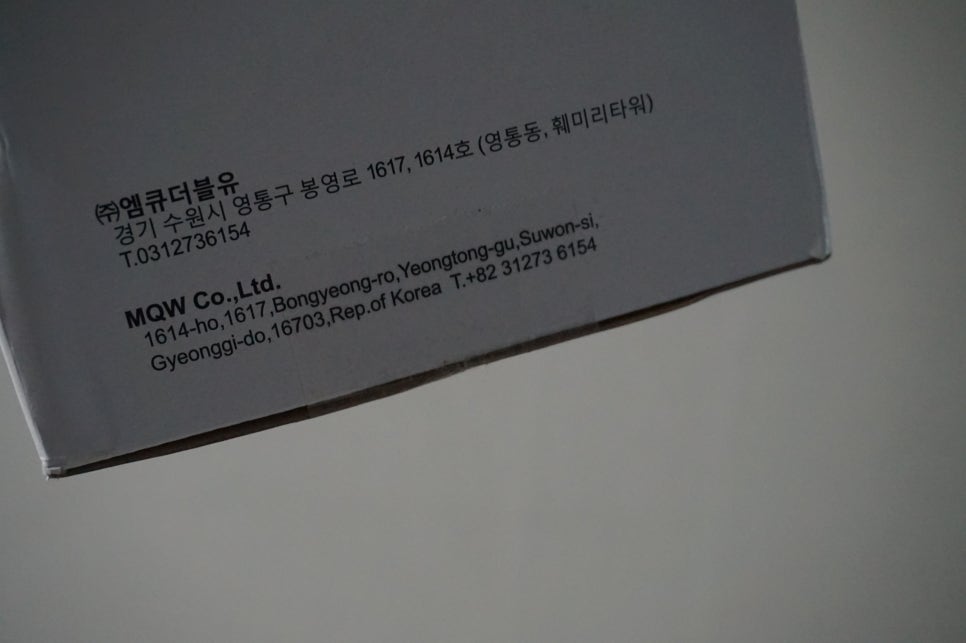 ㈜엠큐더블유
경기 수원시 영통구 봉영로 1617, 1614호 (영통동, 훼미리타워)
T.0312736154
MQW Co.,Ltd.
1614-ho,1617,Bongyeong-ro,Yeongtong-gu,Suwon-si,
Gyeonggi-do,16703,Rep.of Korea T.+82 31273 6154